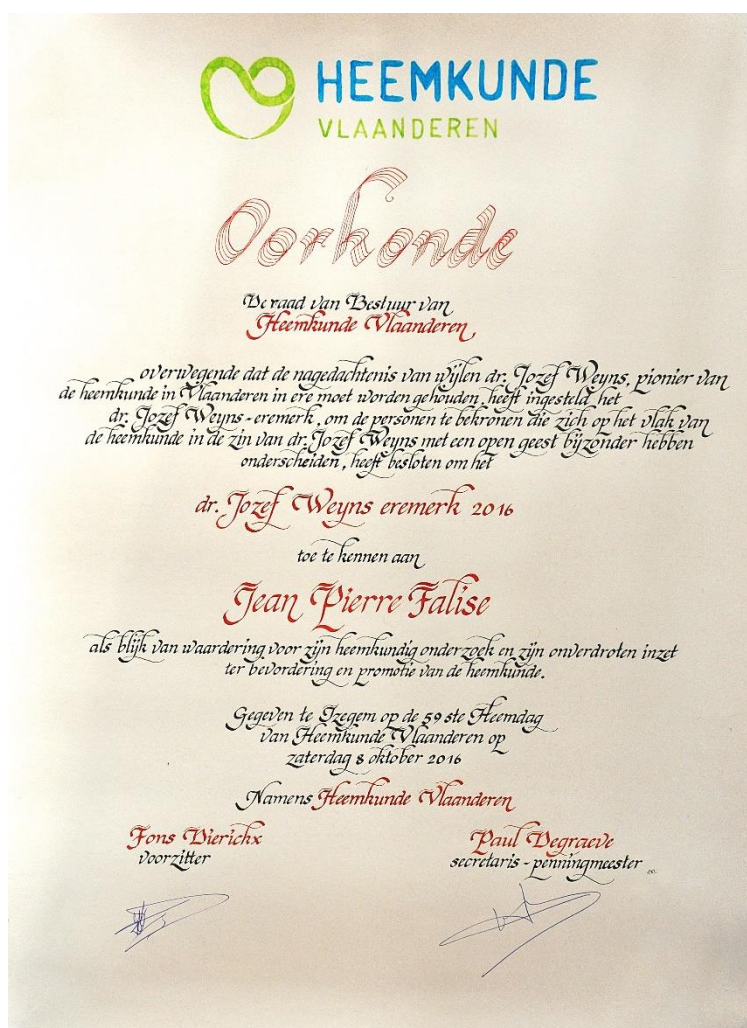 HEEMKUNDE
VLAANDEREN
Oorkonde
De raad van Bestuur van
Heemkunde Vlaanderen,
overwegende dat de nagedachtenis van wijlen dr. Jozef Weyns, pionier van
de heemkunde in Vlaanderen in ere moet worden gehouden, heeft ingesteld het
dr. Jozef Weyns-eremerk, om de personen te bekronen die zich op het vlak van
de heemkunde in de zin van dr. Jozef Weyns met een open geest bijzonder hebben
onderscheiden, heeft besloten om het
dr. Jozef Weyns eremerk 2016
toe te kennen aan
Jean Pierre Falise
als blijk van waardering voor zijn heemkundig onderzoek en zijn onverdroten inzet
ter bevordering en promotie van de heemkunde.
Gegeven te Izegem op de 59 ste Heemdag
van Heemkunde Vlaanderen op
zaterdag 8 oktober 2016
Namens Heemkunde Vlaanderen
Fons Dierickx
voorzitter
Paul Degraeve
secretaris - penningmeester